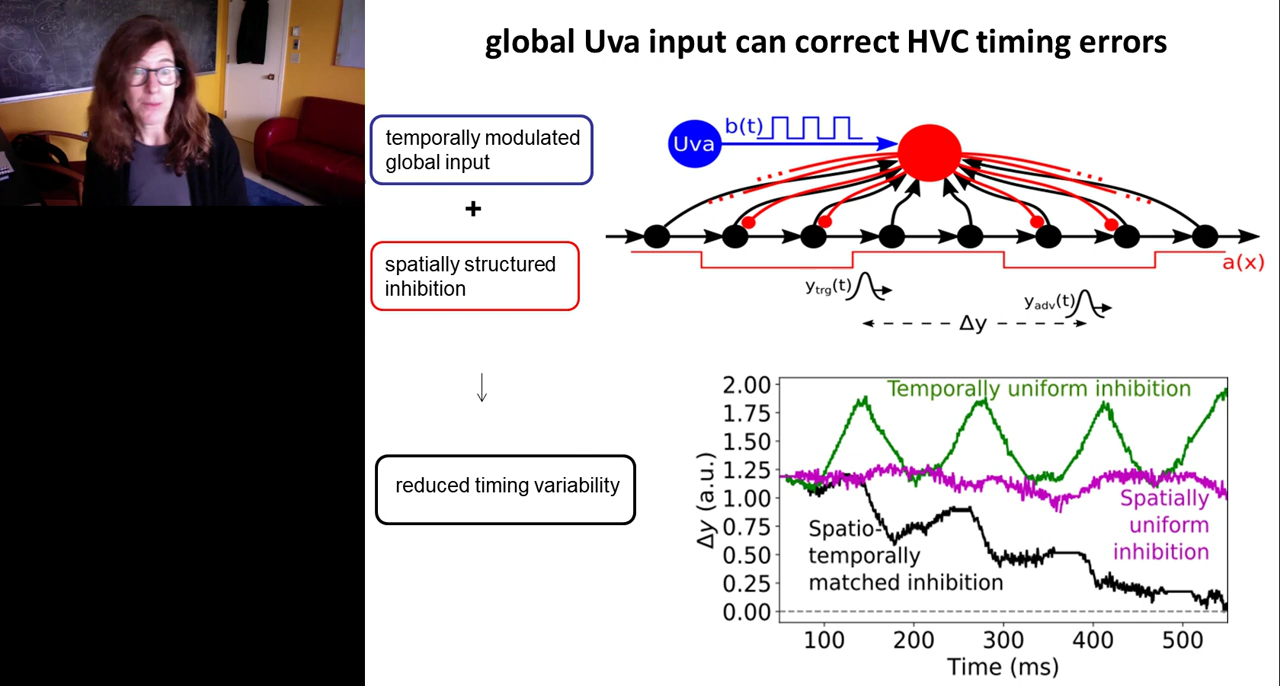 global Uva input can correct HVC timing errors
temporally modulated
global input
+
spatially structured
inhibition
reduced timing variability
Uva
b(t)
a(x)
ytrg(t)
yadv(t)
Δy
2.00
1.75
1.50
1.25
1.00
0.75
0.50
0.25
0.00
Δy (a.u.)
Temporally uniform inhibition
Spatially
uniform
inhibition
Spatio-
temporally
matched inhibition
100 200 300 400 500
Time (ms)